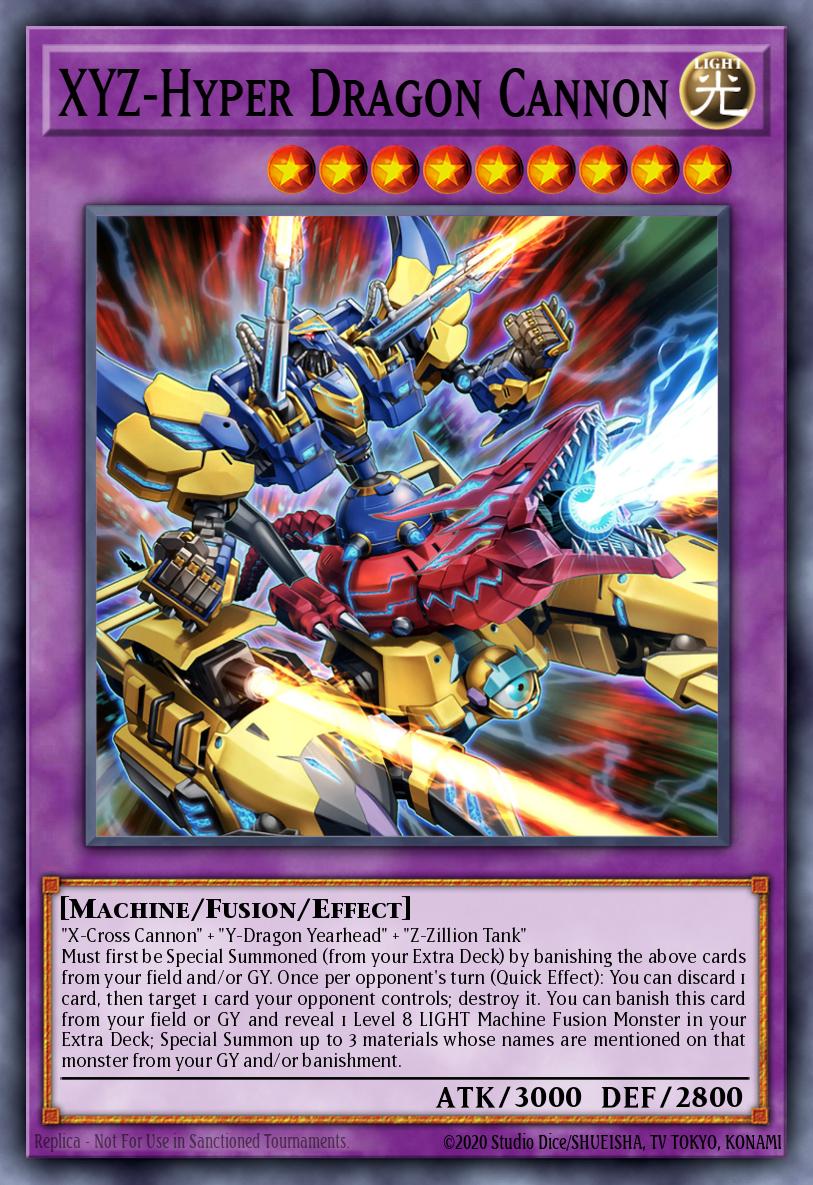 XYZ-Hyper Dragon Cannon
LIGHT
光
[Machine/Fusion/Effect]
"X-Cross Cannon" + "Y-Dragon Yearhead" + "Z-Zillion Tank"
Must first be Special Summoned (from your Extra Deck) by banishing the above cards
from your field and/or GY. Once per opponent's turn (Quick Effect): You can discard 1
card, then target 1 card your opponent controls; destroy it. You can banish this card
from your field or GY and reveal 1 Level 8 LIGHT Machine Fusion Monster in your
Extra Deck; Special Summon up to 3 materials whose names are mentioned on that
monster from your GY and/or banishment.
ATK/3000 DEF/2800
Replica - Not For Use in Sanctioned Tournaments.
©2020 Studio Dice/SHUEISHA, TV TOKYO, KONAMI